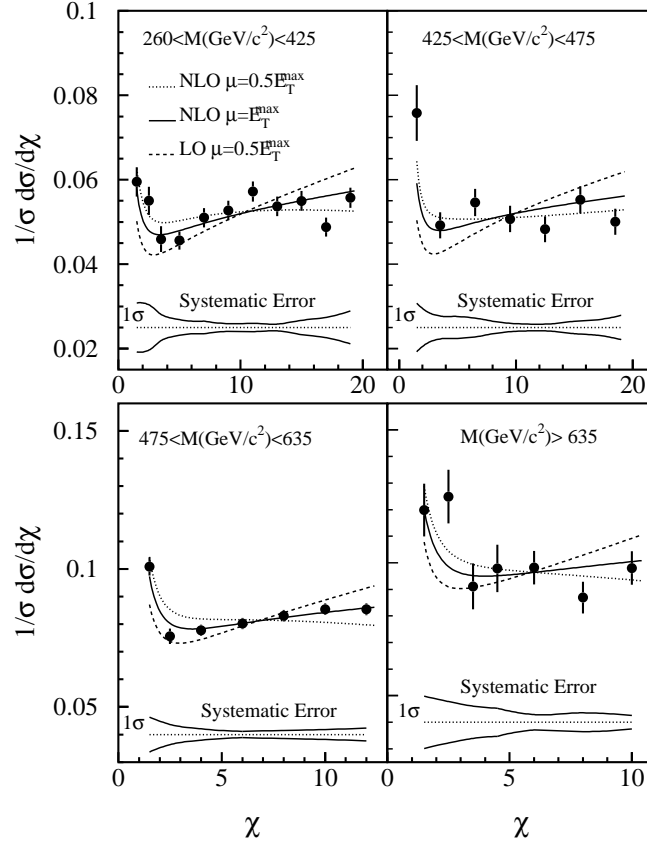 260<M(GeV/c²)<425
425<M(GeV/c²)<475
NLO μ=0.5E_T^max
NLO μ=E_T^max
LO μ=0.5E_T^max
1/σ dσ/dχ
0.1
0.08
0.06
0.04
0.02
1σ
Systematic Error
1σ
Systematic Error
0 10 20
0 10 20
475<M(GeV/c²)<635
M(GeV/c²)> 635
1/σ dσ/dχ
0.15
0.1
0.05
1σ
Systematic Error
1σ
Systematic Error
0 5 10
0 5 10
χ
χ